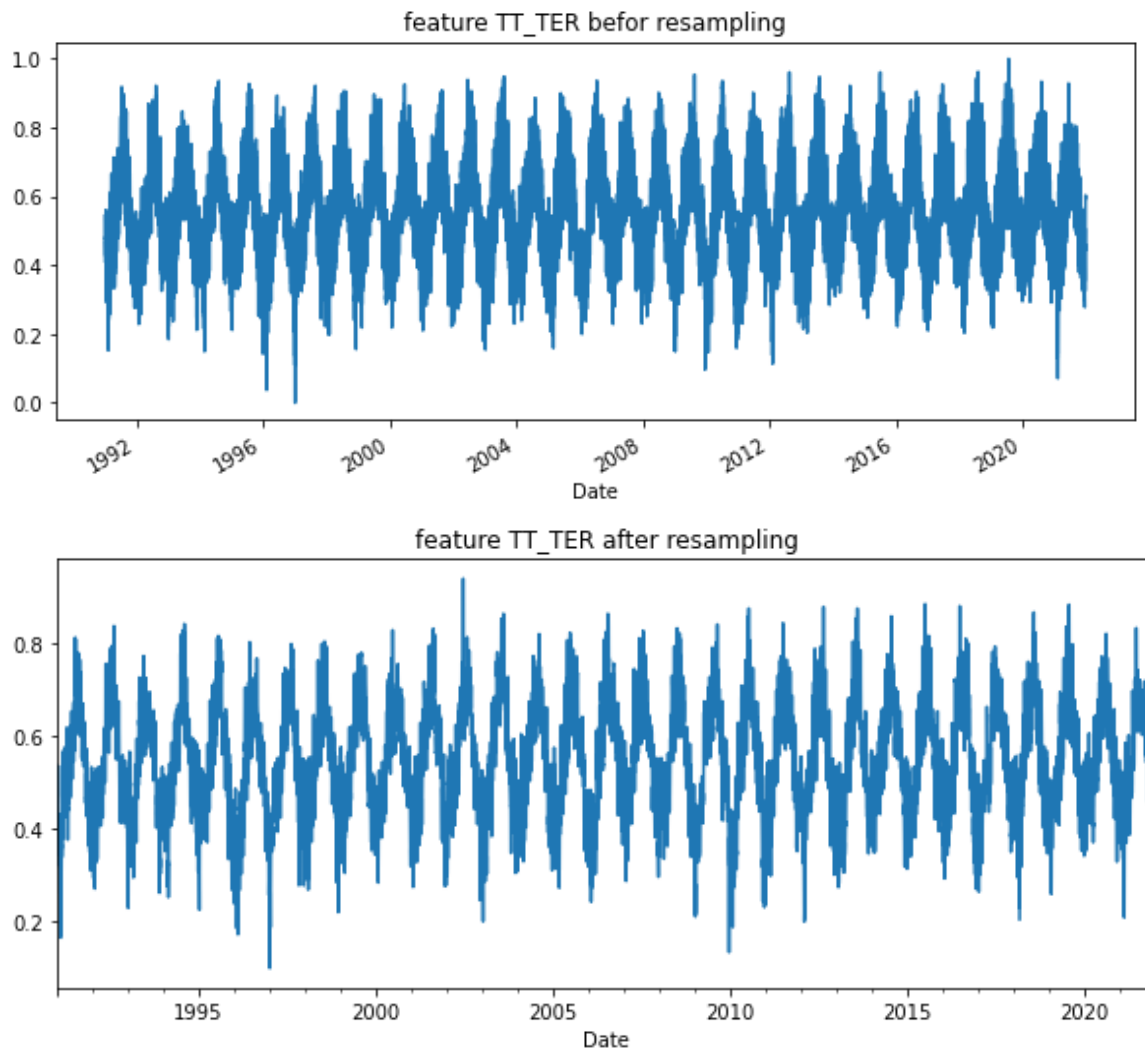 feature TT_TER befor resampling
1.0
0.8
0.6
0.4
0.2
0.0
1992 1996 2000 2004 2008 2012 2016 2020
Date
feature TT_TER after resampling
0.8
0.6
0.4
0.2
1995 2000 2005 2010 2015 2020
Date